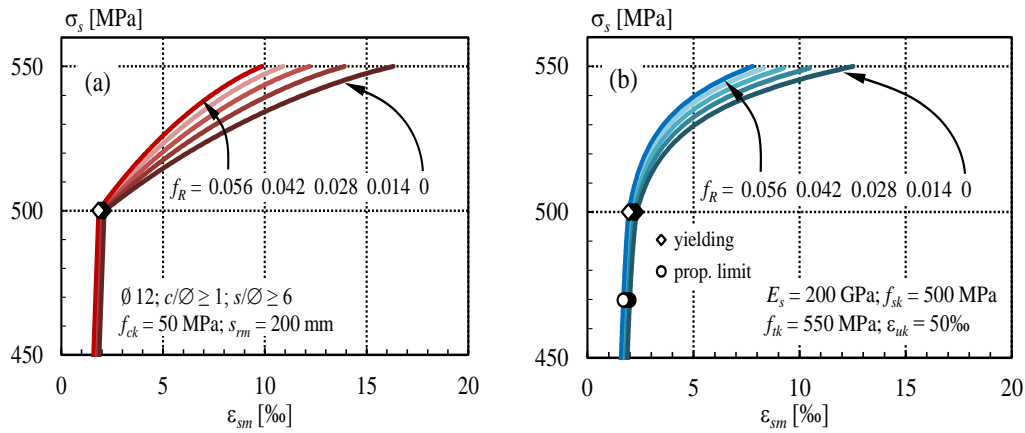 σs [MPa]
550
500
450
(a)
fR = 0.056 0.042 0.028 0.014 0
Ø 12; c/∅ ≥ 1; s/∅ ≥ 6
fck = 50 MPa; srm = 200 mm
0 5 10 15 20
εsm [‰]
σs [MPa]
550
500
450
(b)
fR = 0.056 0.042 0.028 0.014 0
yielding
prop. limit
Es = 200 GPa; fsk = 500 MPa
ftk = 550 MPa; εuk = 50‰
0 5 10 15 20
εsm [‰]